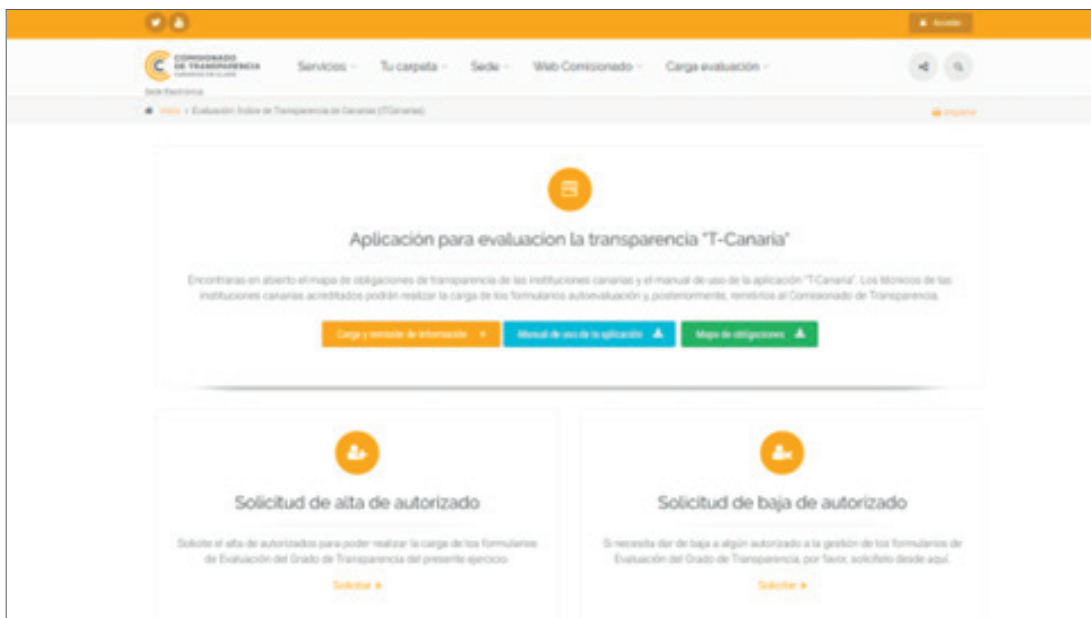 Acceder
COMISIONADO
DE TRANSPARENCIA
CANARIAS EN CLARO
Servicios
Tu carpeta
Sede
Web Comisionado
Carga evaluación
Sede Electrónica
Inicio > Evaluación: Índice de Transparencia de Canarias (ITCanarias)
Imprimir
Aplicación para evaluacion la transparencia "T-Canaria"
Encontraras en abierto el mapa de obligaciones de transparencia de las instituciones canarias y el manual de uso de la aplicación "T-Canaria". Los técnicos de las
instituciones canarias acreditados podrán realizar la carga de los formularios autoevaluación y, posteriormente, remitirlos al Comisionado de Transparencia.
Carga y remisión de información
Manual de uso de la aplicación
Mapa de obligaciones
Solicitud de alta de autorizado
Solicitud de baja de autorizado
Solicite el alta de autorizados para poder realizar la carga de los formularios
de Evaluación del Grado de Transparencia del presente ejercicio.
Solicitar
Si necesita dar de baja a algún autorizado a la gestión de los formularios de
Evaluación del Grado de Transparencia, por favor, solicítelo desde aquí.
Solicitar